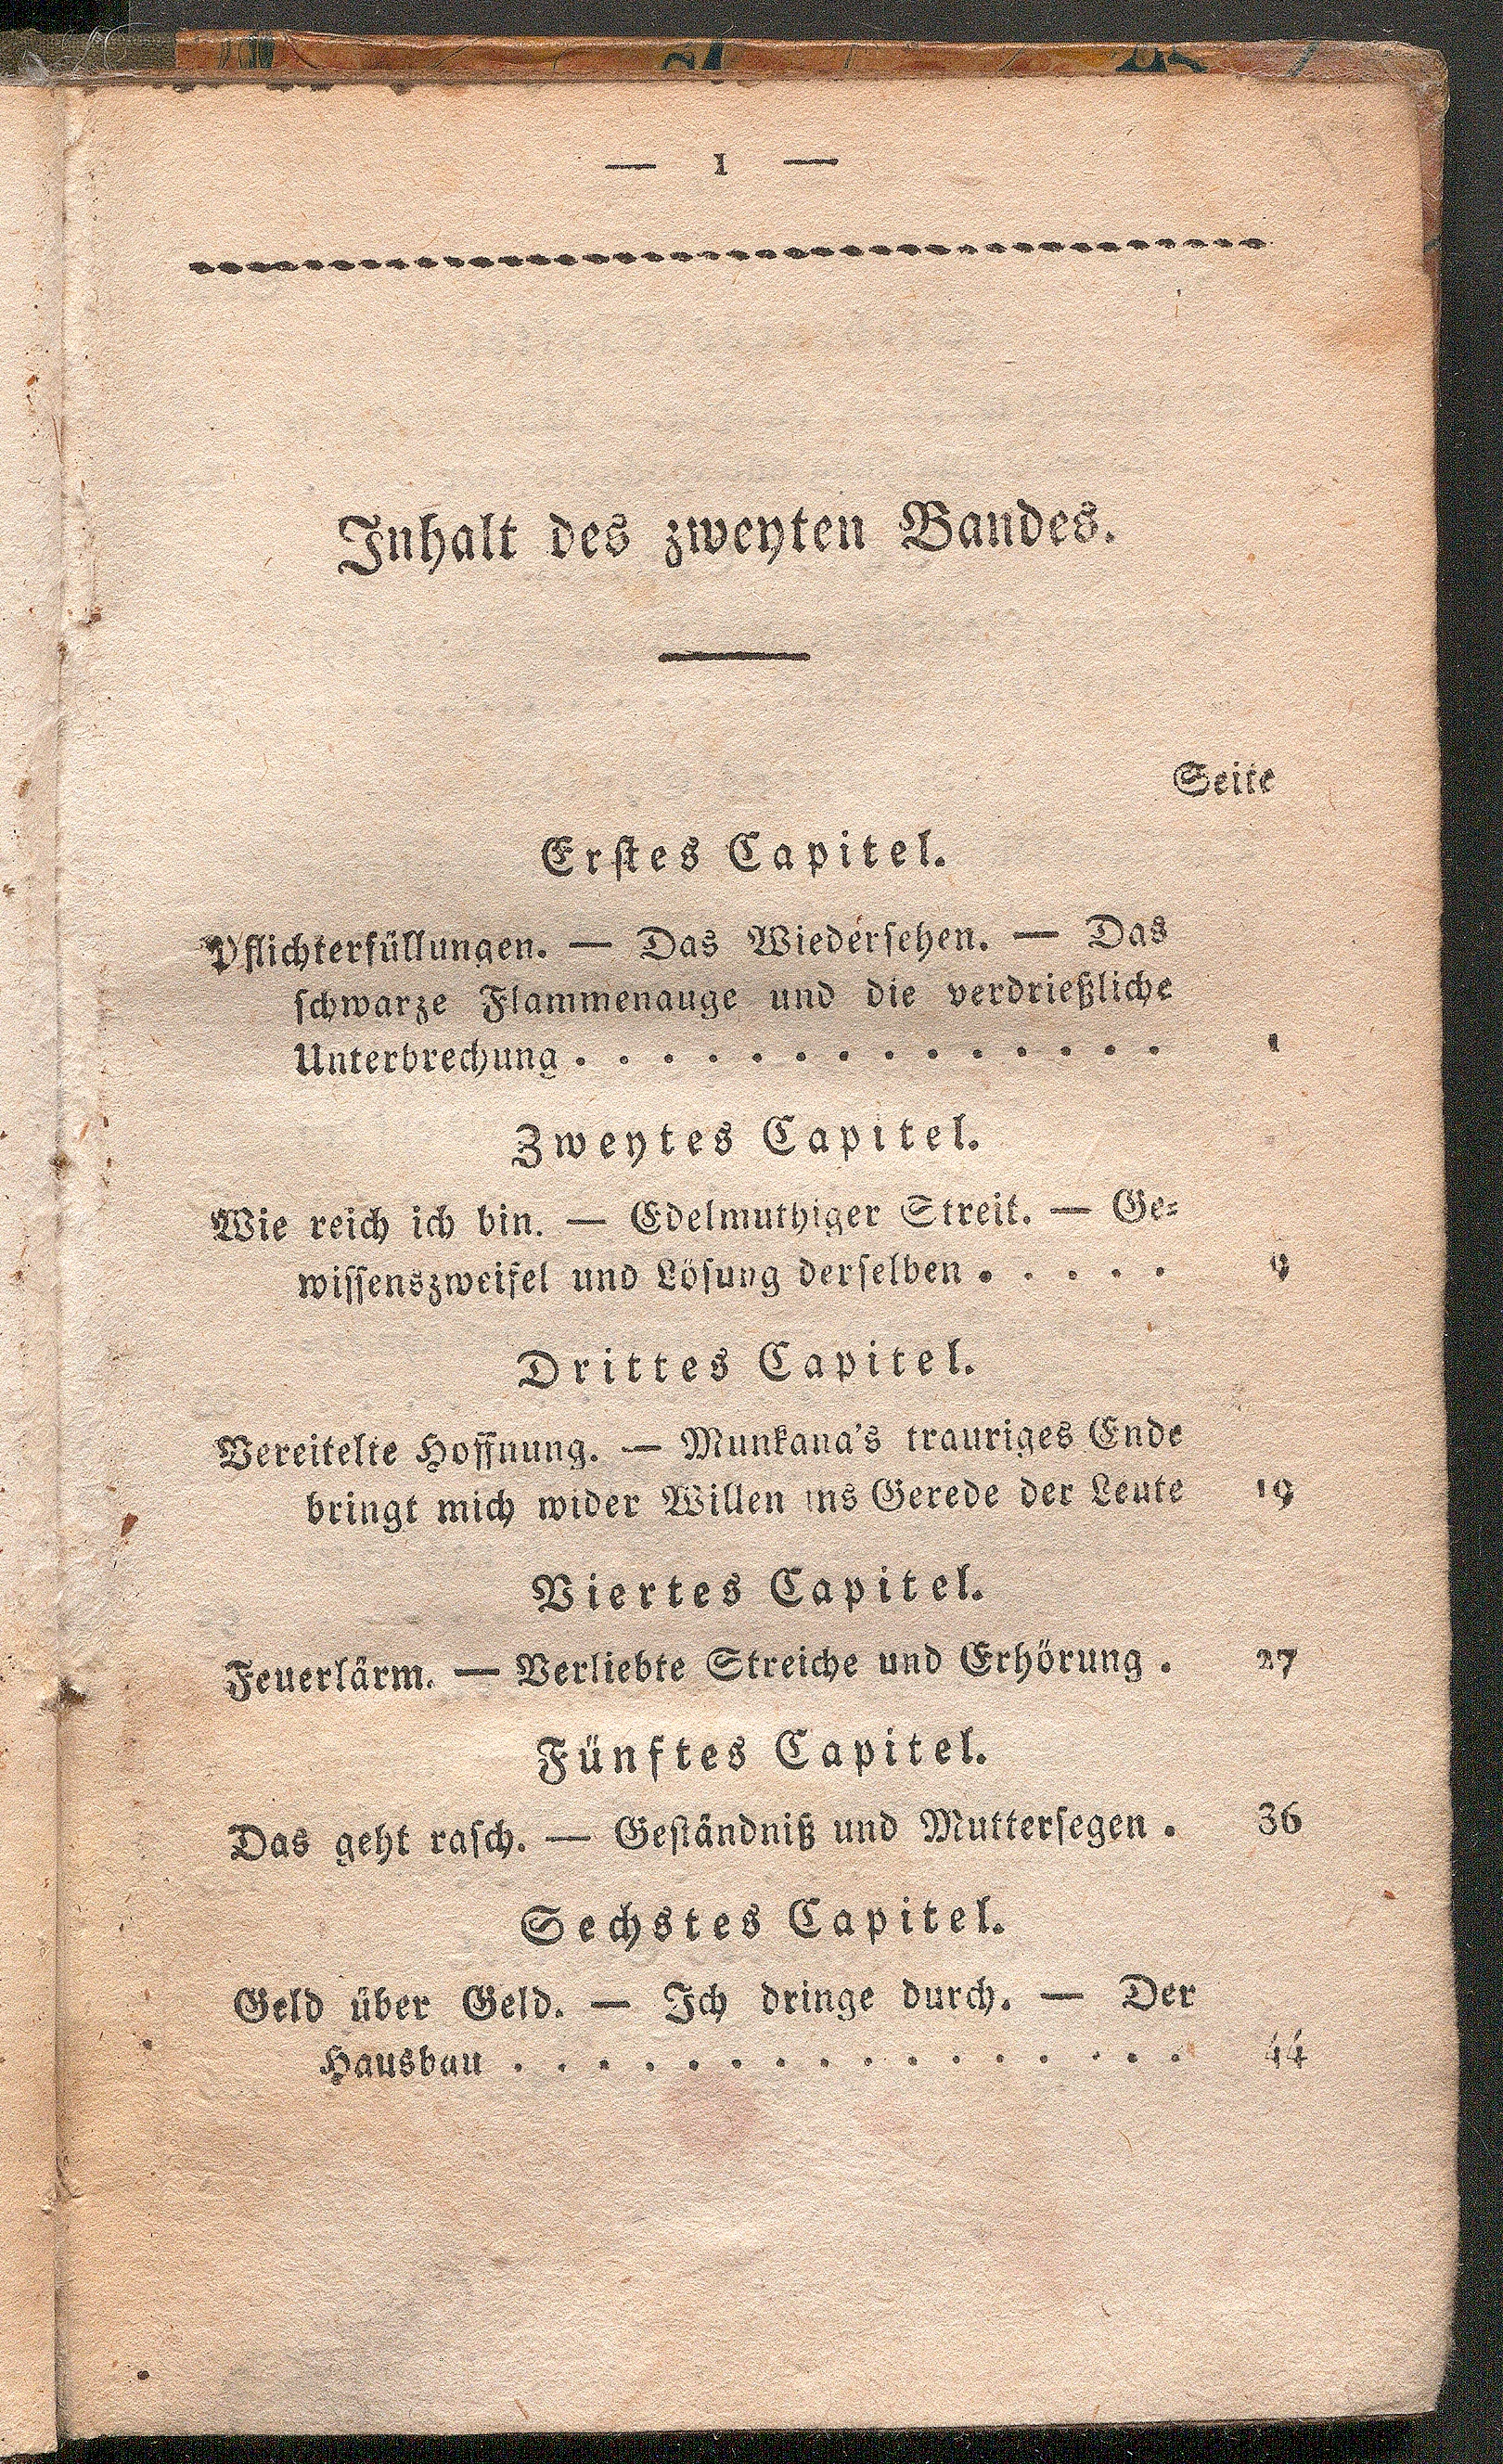 — 1 —
Inhalt des zweyten Bandes.
Seite
Erstes Capitel.
Pflichterfüllungen. — Das Wiedersehen. — Das
schwarze Flammenauge und die verdrießliche
Unterbrechung . . . . . . . . . . . . . . 1
Zweytes Capitel.
Wie reich ich bin. — Edelmuthiger Streit. — Ge⸗
wissenszweifel und Lösung derselben . . . . . 9
Drittes Capitel.
Vereitelte Hoffnung. — Munkana's trauriges Ende
bringt mich wider Willen ins Gerede der Leute 19
Viertes Capitel.
Feuerlärm. — Verliebte Streiche und Erhörung . 27
Fünftes Capitel.
Das geht rasch. — Geständniß und Muttersegen . 36
Sechstes Capitel.
Geld über Geld. — Ich dringe durch. — Der
Hausbau . . . . . . . . . . . . . . . . 44